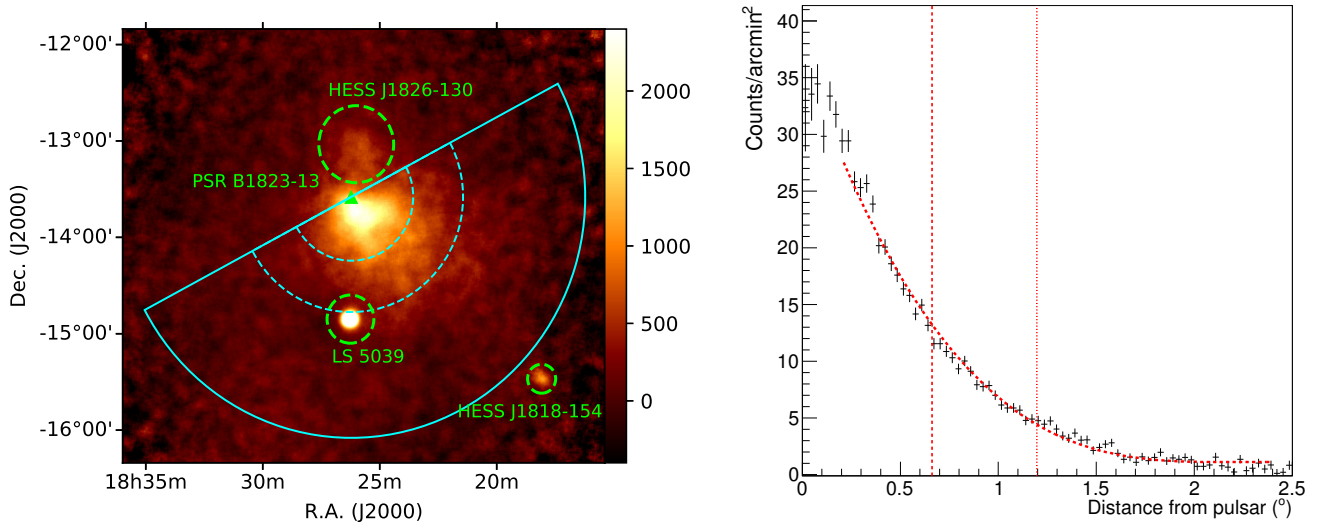 -12°00'
-13°00'
-14°00'
-15°00'
-16°00'
Dec. (J2000)
HESS J1826-130
PSR B1823-13
LS 5039
HESS J1818-154
18h35m
30m
25m
20m
R.A. (J2000)
2000
1500
1000
500
0
Counts/arcmin²
40
35
30
25
20
15
10
5
0
0
0.5
1
1.5
2
2.5
Distance from pulsar (°)